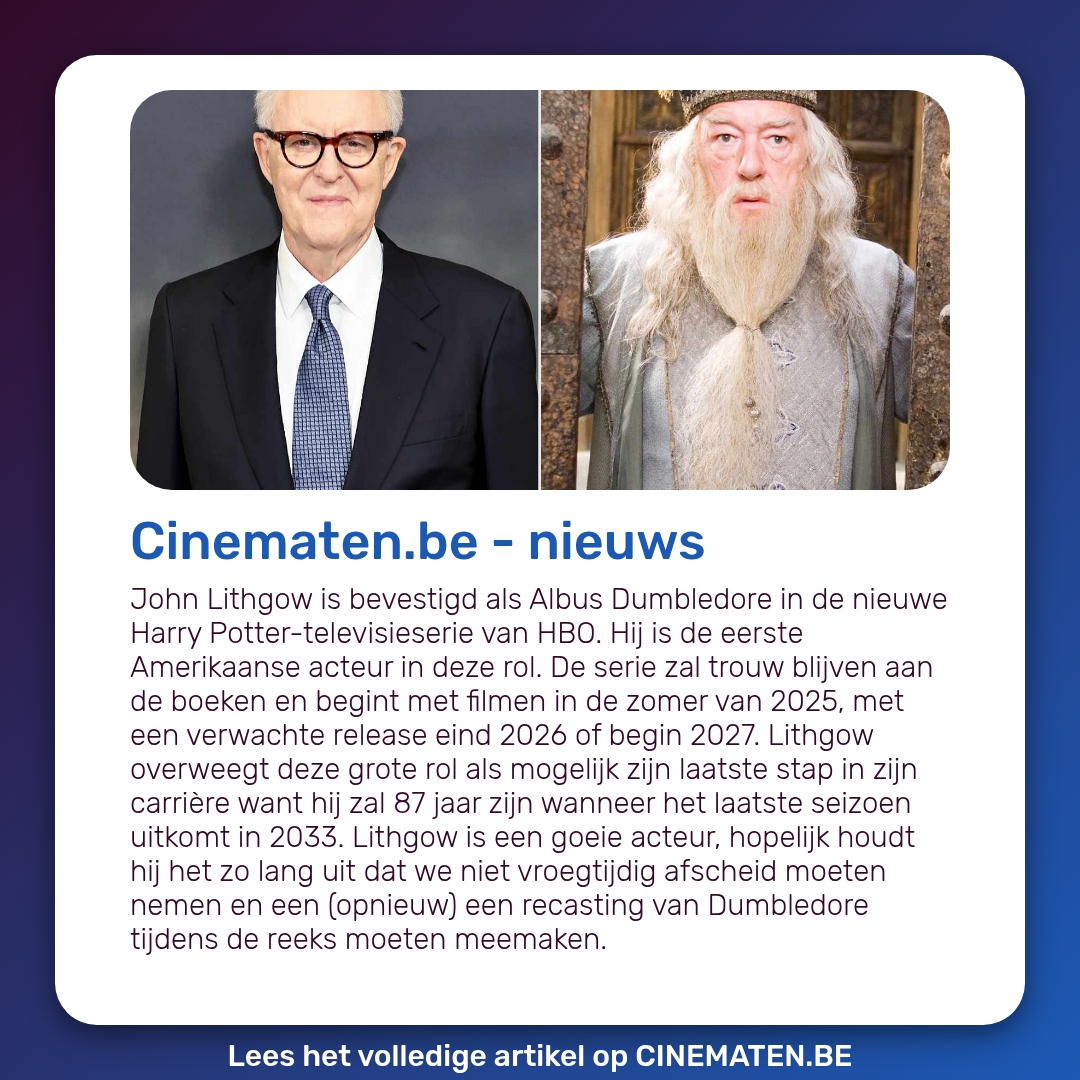 Cinematen.be - nieuws
John Lithgow is bevestigd als Albus Dumbledore in de nieuwe
Harry Potter-televisieserie van HBO. Hij is de eerste
Amerikaanse acteur in deze rol. De serie zal trouw blijven aan
de boeken en begint met filmen in de zomer van 2025, met
een verwachte release eind 2026 of begin 2027. Lithgow
overweegt deze grote rol als mogelijk zijn laatste stap in zijn
carrière want hij zal 87 jaar zijn wanneer het laatste seizoen
uitkomt in 2033. Lithgow is een goeie acteur, hopelijk houdt
hij het zo lang uit dat we niet vroegtijdig afscheid moeten
nemen en een (opnieuw) een recasting van Dumbledore
tijdens de reeks moeten meemaken.
Lees het volledige artikel op CINEMATEN.BE